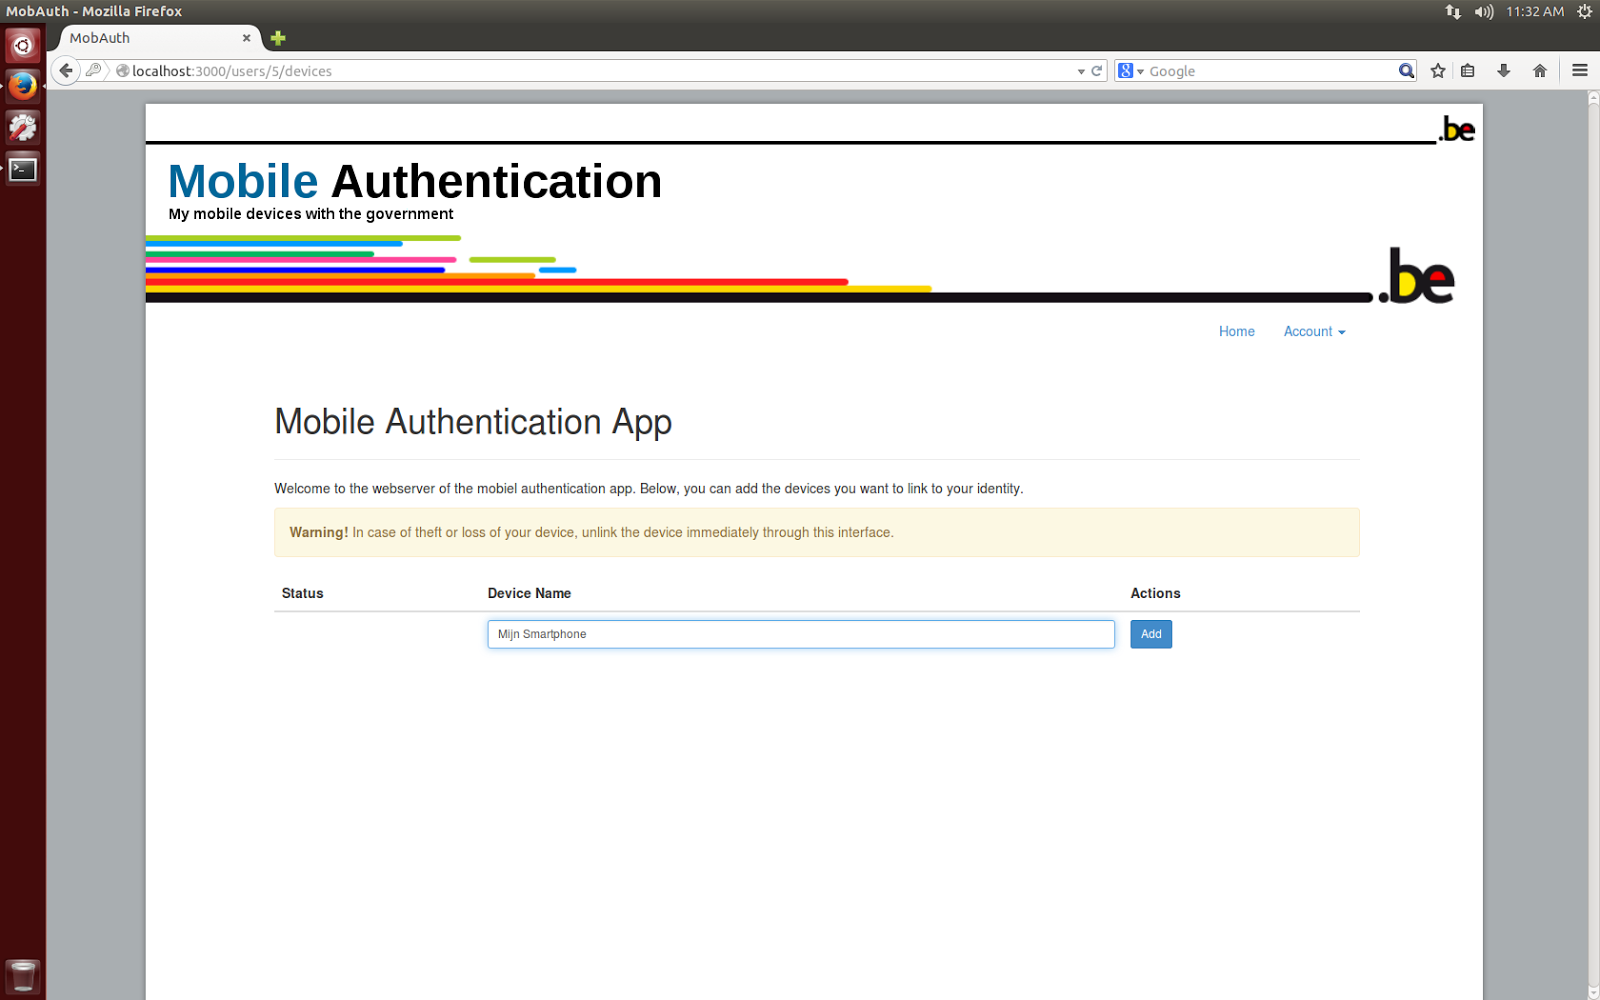 MobAuth - Mozilla Firefox
11:32 AM
MobAuth
localhost:3000/users/5/devices
Google
.be
Mobile Authentication
My mobile devices with the government
.be
Home
Account
Mobile Authentication App
Welcome to the webserver of the mobiel authentication app. Below, you can add the devices you want to link to your identity.
Warning! In case of theft or loss of your device, unlink the device immediately through this interface.
Status Device Name Actions
Mijn Smartphone Add